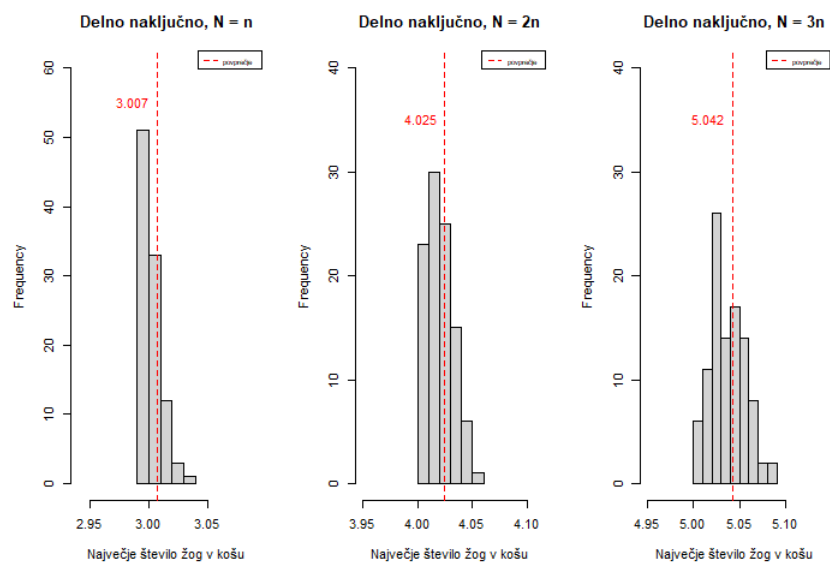 Delno naključno, N = n
povprečje
3.007
Frequency
0
10
20
30
40
50
60
2.95
3.00
3.05
Največje število žog v košu
Delno naključno, N = 2n
povprečje
4.025
Frequency
0
10
20
30
40
3.95
4.00
4.05
4.10
Največje število žog v košu
Delno naključno, N = 3n
povprečje
5.042
Frequency
0
10
20
30
40
4.95
5.00
5.05
5.10
Največje število žog v košu